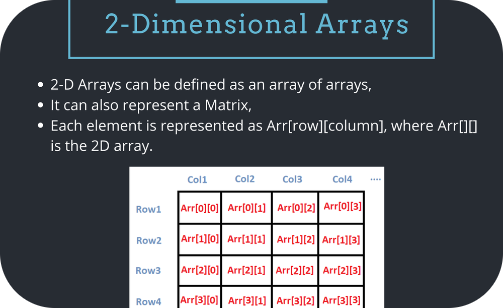 2-Dimensional Arrays
2-D Arrays can be defined as an array of arrays,
It can also represent a Matrix,
Each element is represented as Arr[row][column], where Arr[][]
is the 2D array.
Col1 Col2 Col3 Col4 ....
Row1 Arr[0][0] Arr[0][1] Arr[0][2] Arr[0][3]
Row2 Arr[1][0] Arr[1][1] Arr[1][2] Arr[1][3]
Row3 Arr[2][0] Arr[2][1] Arr[2][2] Arr[2][3]
Row4 Arr[3][0] Arr[3][1] Arr[3][2] Arr[3][3]